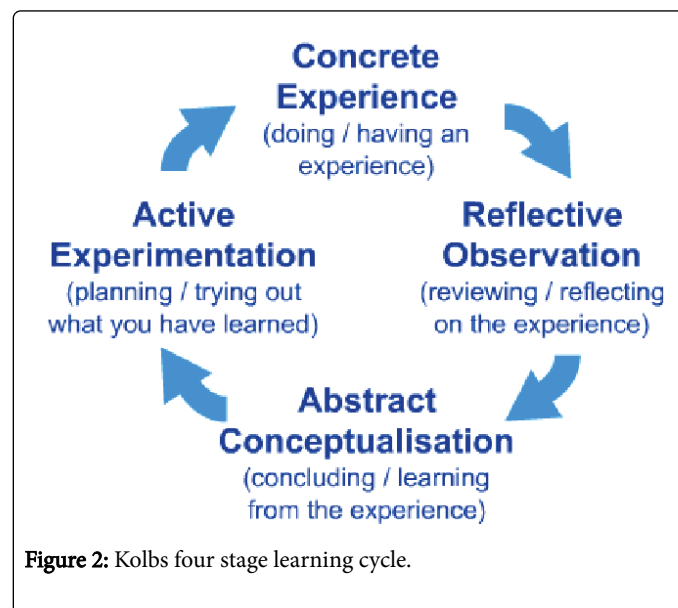 Concrete
Experience
(doing / having an
experience)
Reflective
Observation
(reviewing / reflecting
on the experience)
Abstract
Conceptualisation
(concluding / learning
from the experience)
Active
Experimentation
(planning / trying out
what you have learned)
Figure 2: Kolbs four stage learning cycle.